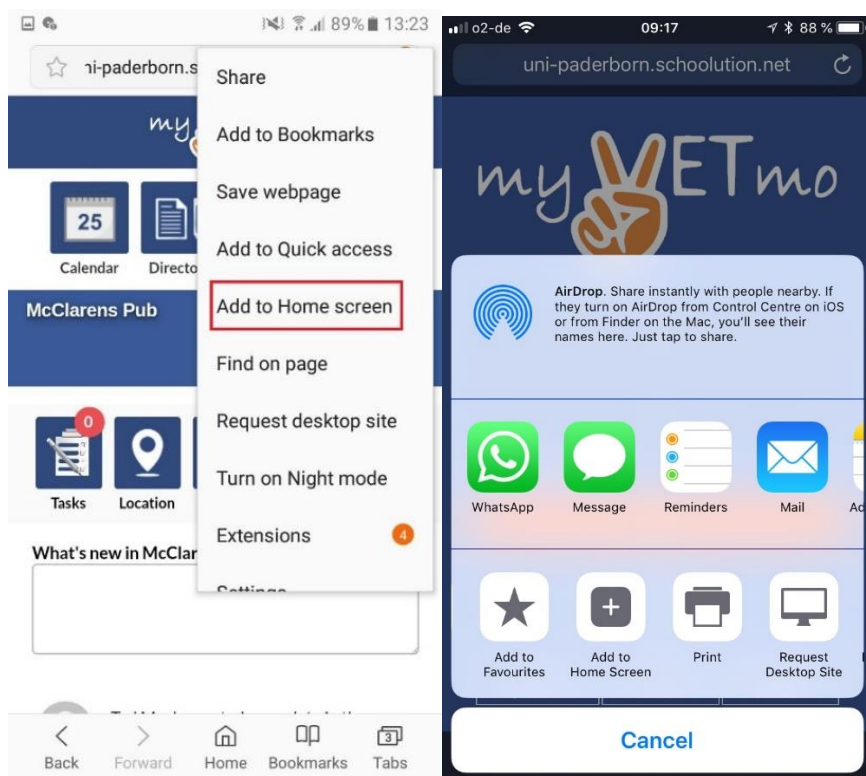 89% 13:23
ni-paderborn.s
my
25
Calendar
Directo
McClarens Pub
0
Tasks
Location
What's new in McClar
Share
Add to Bookmarks
Save webpage
Add to Quick access
Add to Home screen
Find on page
Request desktop site
Turn on Night mode
Extensions
4
Settings
Back
Forward
Home
Bookmarks
3
Tabs
o2-de 09:17 88 %
uni-paderborn.schoolution.net
my VET mo
AirDrop. Share instantly with people nearby. If
they turn on AirDrop from Control Centre on iOS
or from Finder on the Mac, you'll see their
names here. Just tap to share.
WhatsApp
Message
Reminders
Mail
Ad
Add to
Favourites
Add to
Home Screen
Print
Request
Desktop Site
Cancel